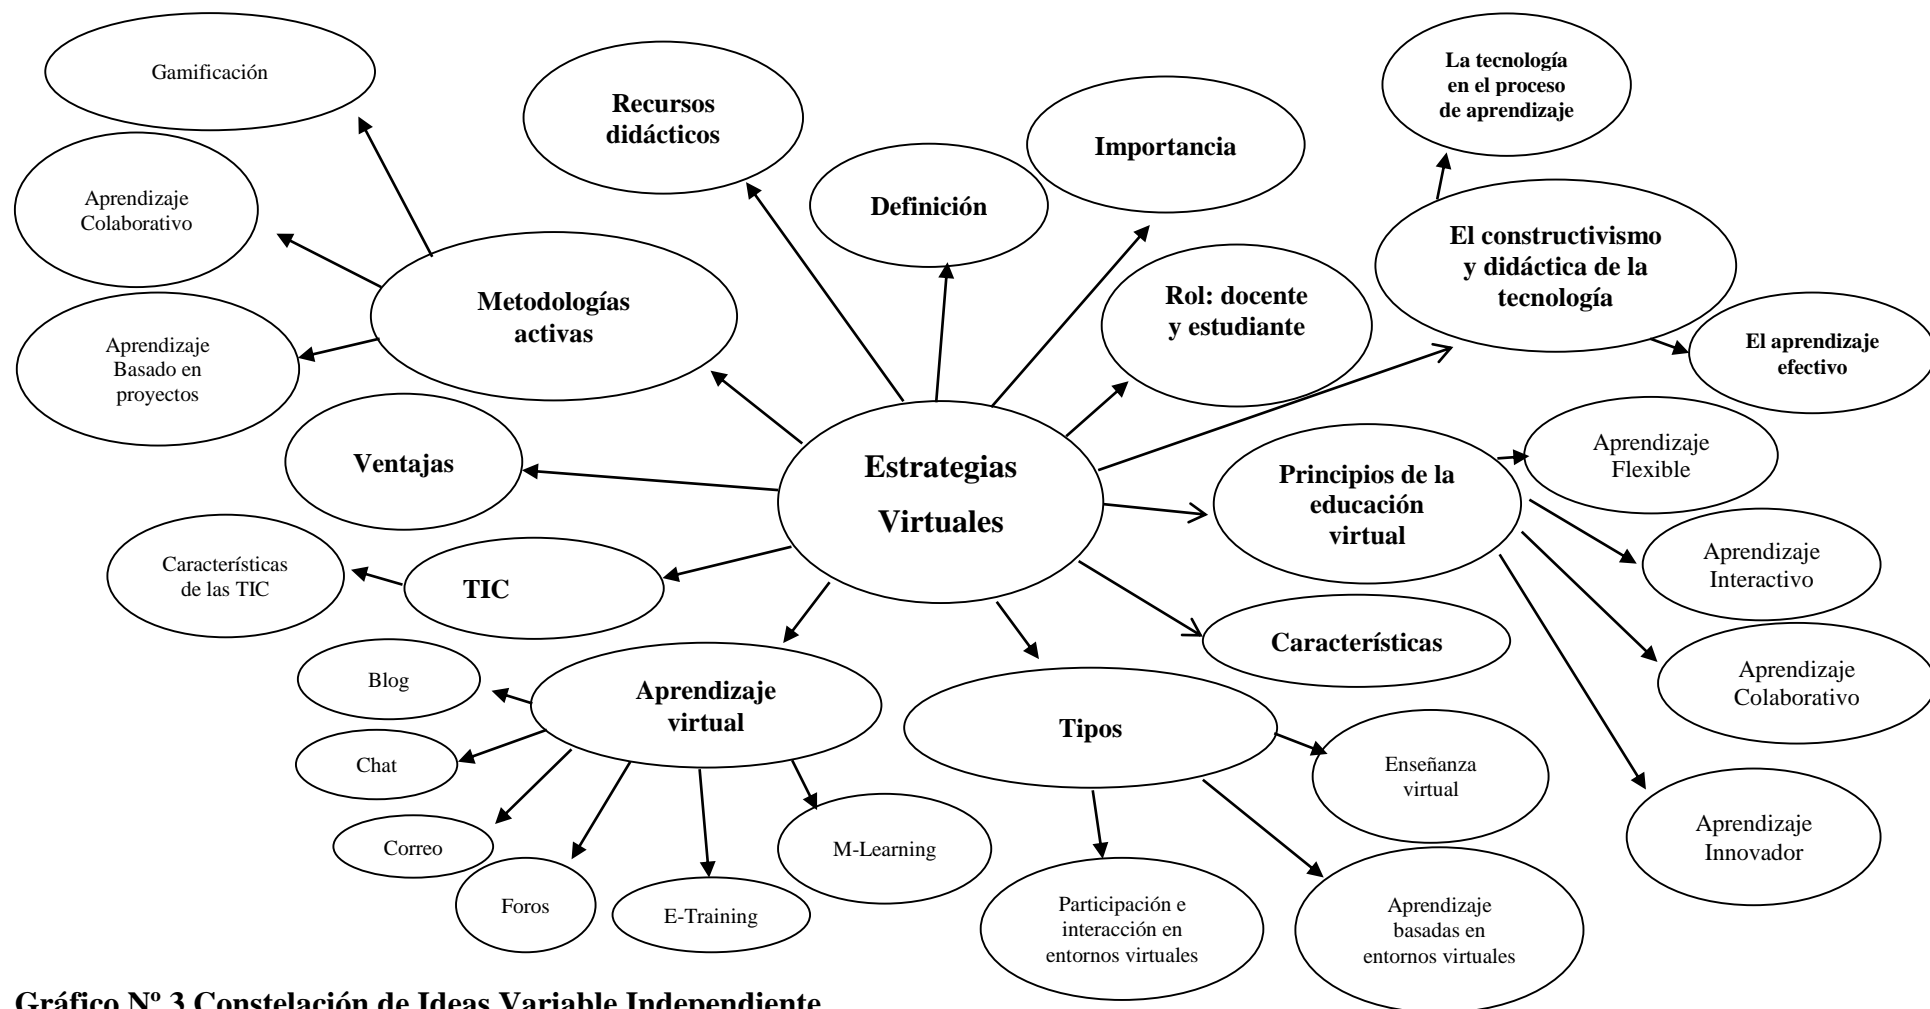 Gamificación
Aprendizaje
Colaborativo
Aprendizaje
Basado en
proyectos
Metodologías
activas
Recursos
didácticos
Definición
Importancia
Rol: docente
y estudiante
La tecnología
en el proceso
de aprendizaje
El constructivismo
y didáctica de la
tecnología
El aprendizaje
efectivo
Ventajas
Estrategias
Virtuales
Principios de la
educación
virtual
Aprendizaje
Flexible
Aprendizaje
Interactivo
Aprendizaje
Colaborativo
Aprendizaje
Innovador
Características
de las TIC
TIC
Características
Aprendizaje
virtual
Blog
Chat
Correo
Foros
E-Training
M-Learning
Tipos
Enseñanza
virtual
Participación e
interacción en
entornos virtuales
Aprendizaje
basadas en
entornos virtuales
Gráfico Nº 3 Constelación de Ideas Variable Independiente